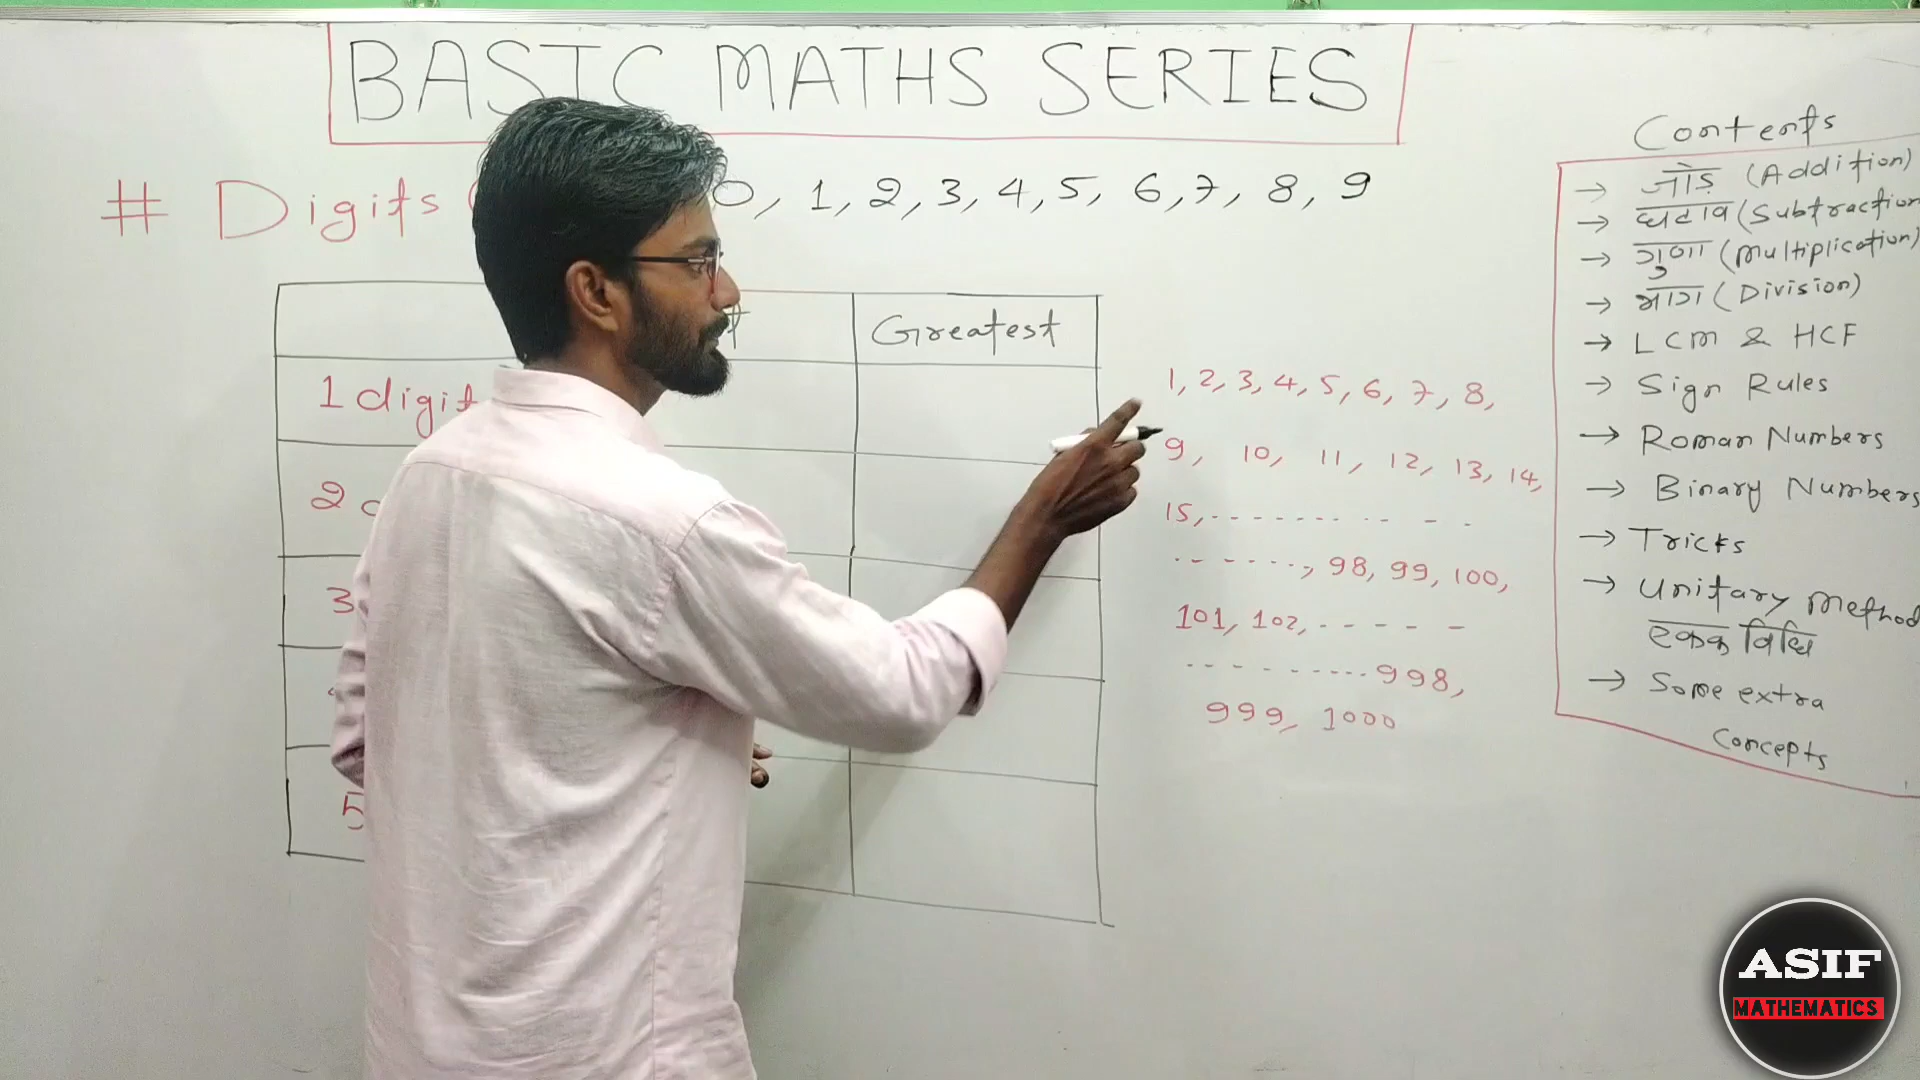 BASIC MATHS SERIES
# Digits 0, 1, 2, 3, 4, 5, 6, 7, 8, 9
Greatest
1 digit
2
3
5
1, 2, 3, 4, 5, 6, 7, 8,
9, 10, 11, 12, 13, 14,
15, - - - - - - - - - - -
- - - - - - -, 98, 99, 100,
101, 102, - - - - -
- - - - - - - - - 998,
999, 1000
Contents
→ जोड़ (Addition)
→ घटाव (Subtraction
→ गुणा (Multiplication)
→ भाग (Division)
→ LCM & HCF
→ Sign Rules
→ Roman Numbers
→ Binary Numbers
→ Tricks
→ Unitary Method
एकक विधि
→ Some extra
concepts
ASIF
MATHEMATICS